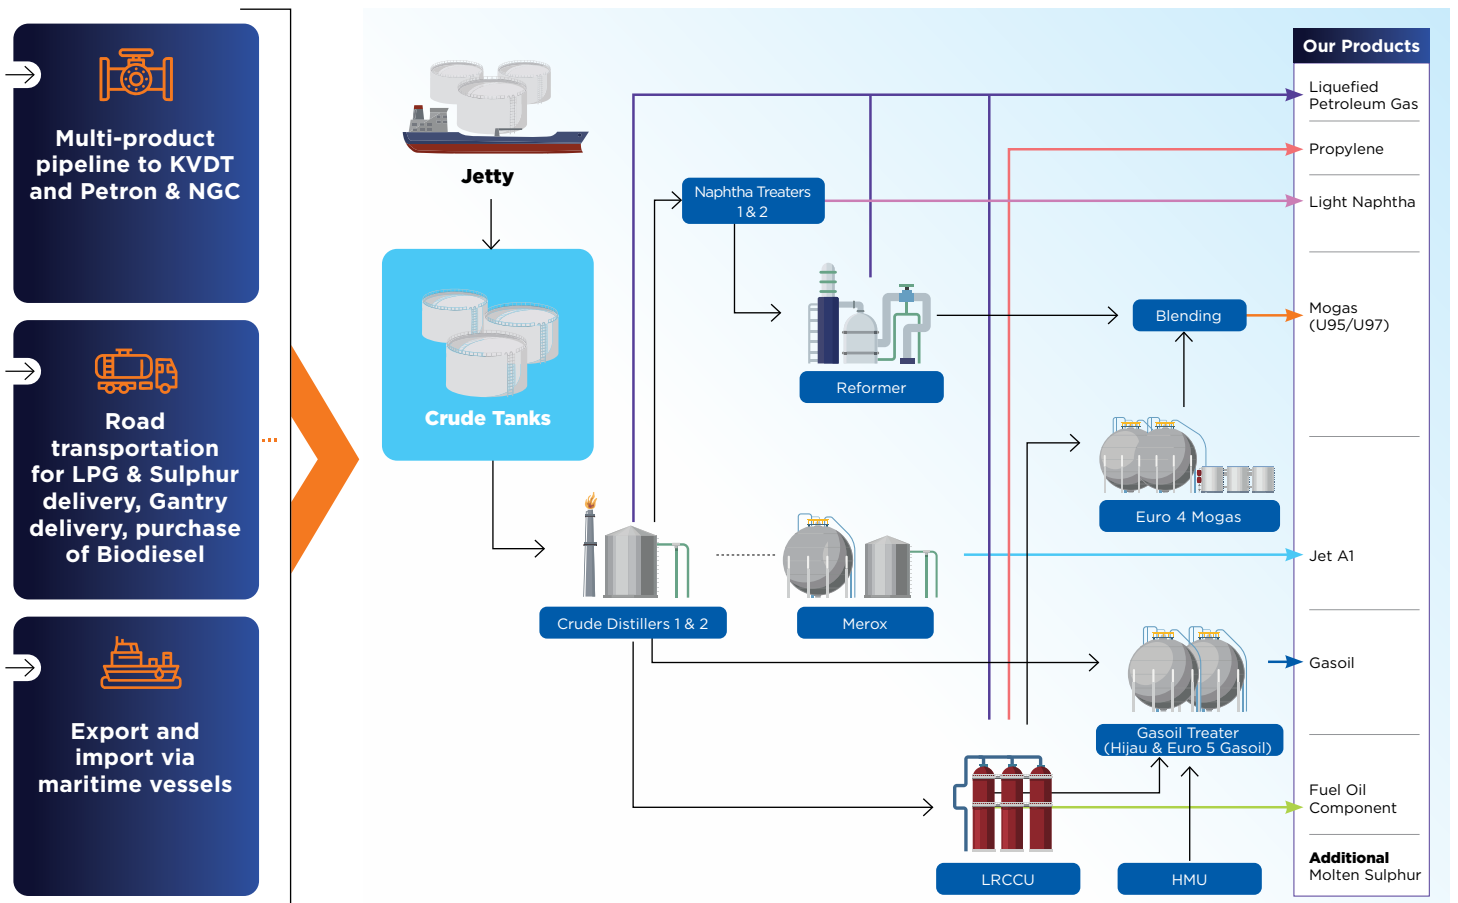 Multi-product
pipeline to KVDT
and Petron & NGC
Road
transportation
for LPG & Sulphur
delivery, Gantry
delivery, purchase
of Biodiesel
Export and
import via
maritime vessels
Jetty
Crude Tanks
Naphtha Treaters
1 & 2
Reformer
Blending
Euro 4 Mogas
Crude Distillers 1 & 2
Merox
Gasoil Treater
(Hijau & Euro 5 Gasoil)
LRCCU
HMU
Our Products
Liquefied
Petroleum Gas
Propylene
Light Naphtha
Mogas
(U95/U97)
Jet A1
Gasoil
Fuel Oil
Component
Additional
Molten Sulphur